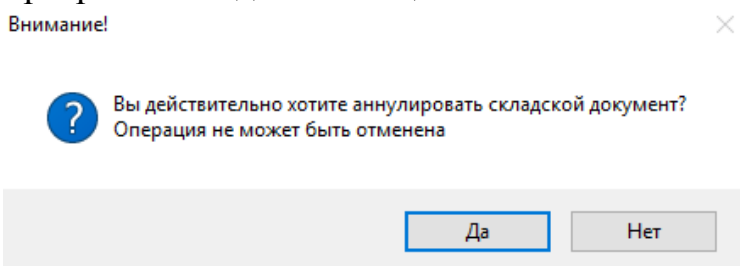 Внимание!
Вы действительно хотите аннулировать складской документ?
Операция не может быть отменена
Да
Нет